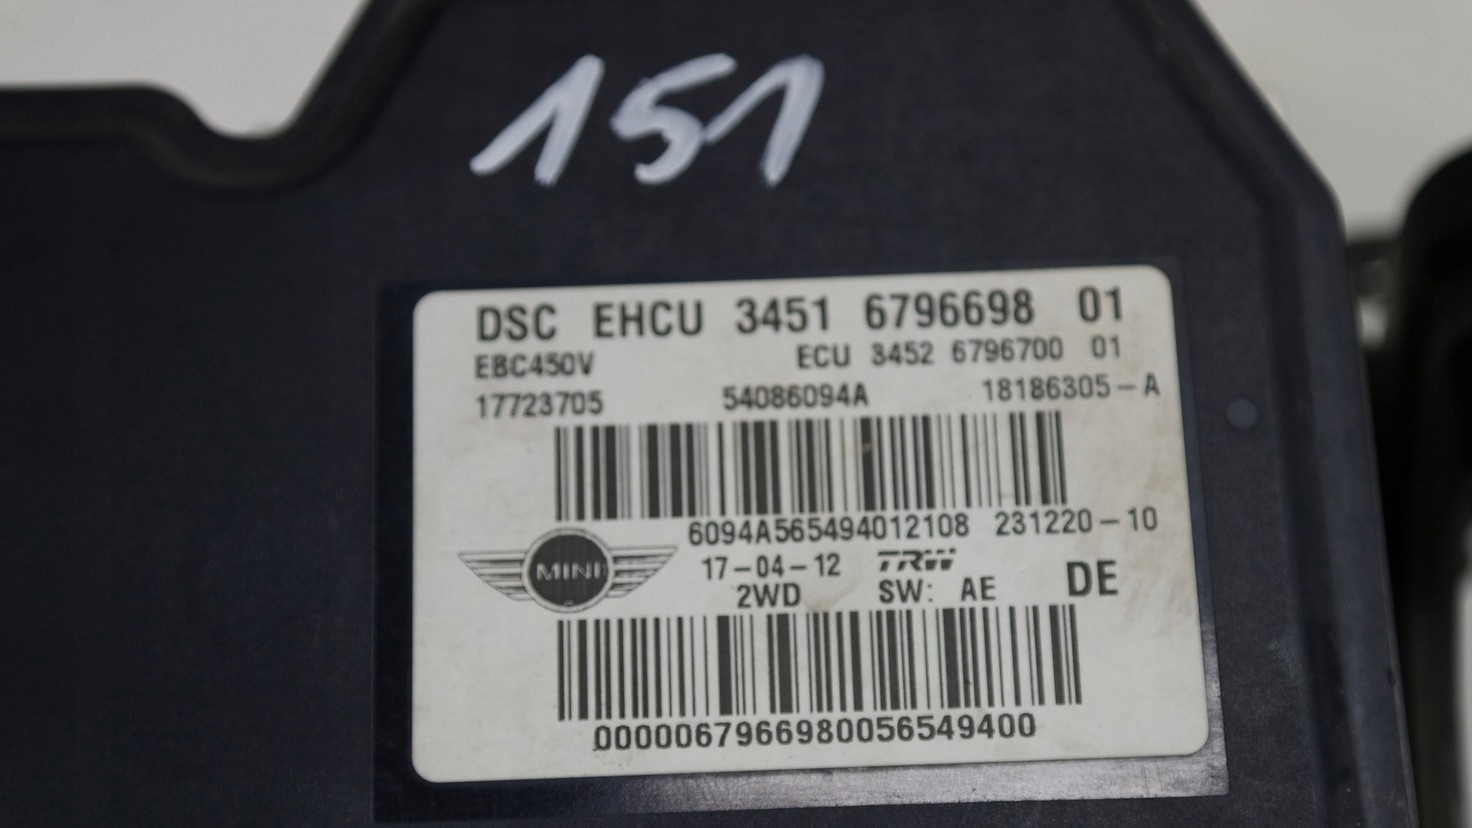 151
DSC EHCU 3451 6796698 01
EBC450V ECU 3452 6796700 01
17723705 54086094A 18186305-A
6094A565494012108 231220-10
MINI 17-04-12 TRW
2WD SW: AE DE
0000067966980056549400